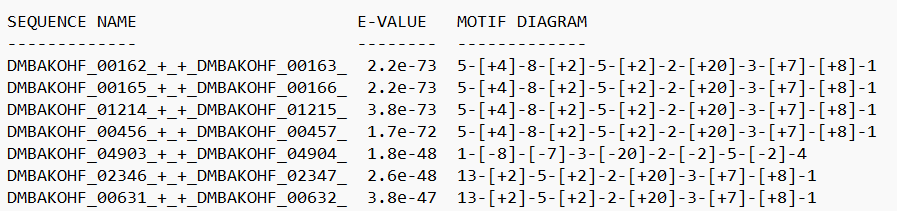 SEQUENCE NAME                      E-VALUE   MOTIF DIAGRAM
-------------                      --------  -------------
DMBAKOHF_00162_+_+_DMBAKOHF_00163_  2.2e-73  5-[+4]-8-[+2]-5-[+2]-2-[+20]-3-[+7]-[+8]-1
DMBAKOHF_00165_+_+_DMBAKOHF_00166_  2.2e-73  5-[+4]-8-[+2]-5-[+2]-2-[+20]-3-[+7]-[+8]-1
DMBAKOHF_01214_+_+_DMBAKOHF_01215_  3.8e-73  5-[+4]-8-[+2]-5-[+2]-2-[+20]-3-[+7]-[+8]-1
DMBAKOHF_00456_+_+_DMBAKOHF_00457_  1.7e-72  5-[+4]-8-[+2]-5-[+2]-2-[+20]-3-[+7]-[+8]-1
DMBAKOHF_04903_+_+_DMBAKOHF_04904_  1.8e-48  1-[-8]-[-7]-3-[-20]-2-[-2]-5-[-2]-4
DMBAKOHF_02346_+_+_DMBAKOHF_02347_  2.6e-48  13-[+2]-5-[+2]-2-[+20]-3-[+7]-[+8]-1
DMBAKOHF_00631_+_+_DMBAKOHF_00632_  3.8e-47  13-[+2]-5-[+2]-2-[+20]-3-[+7]-[+8]-1